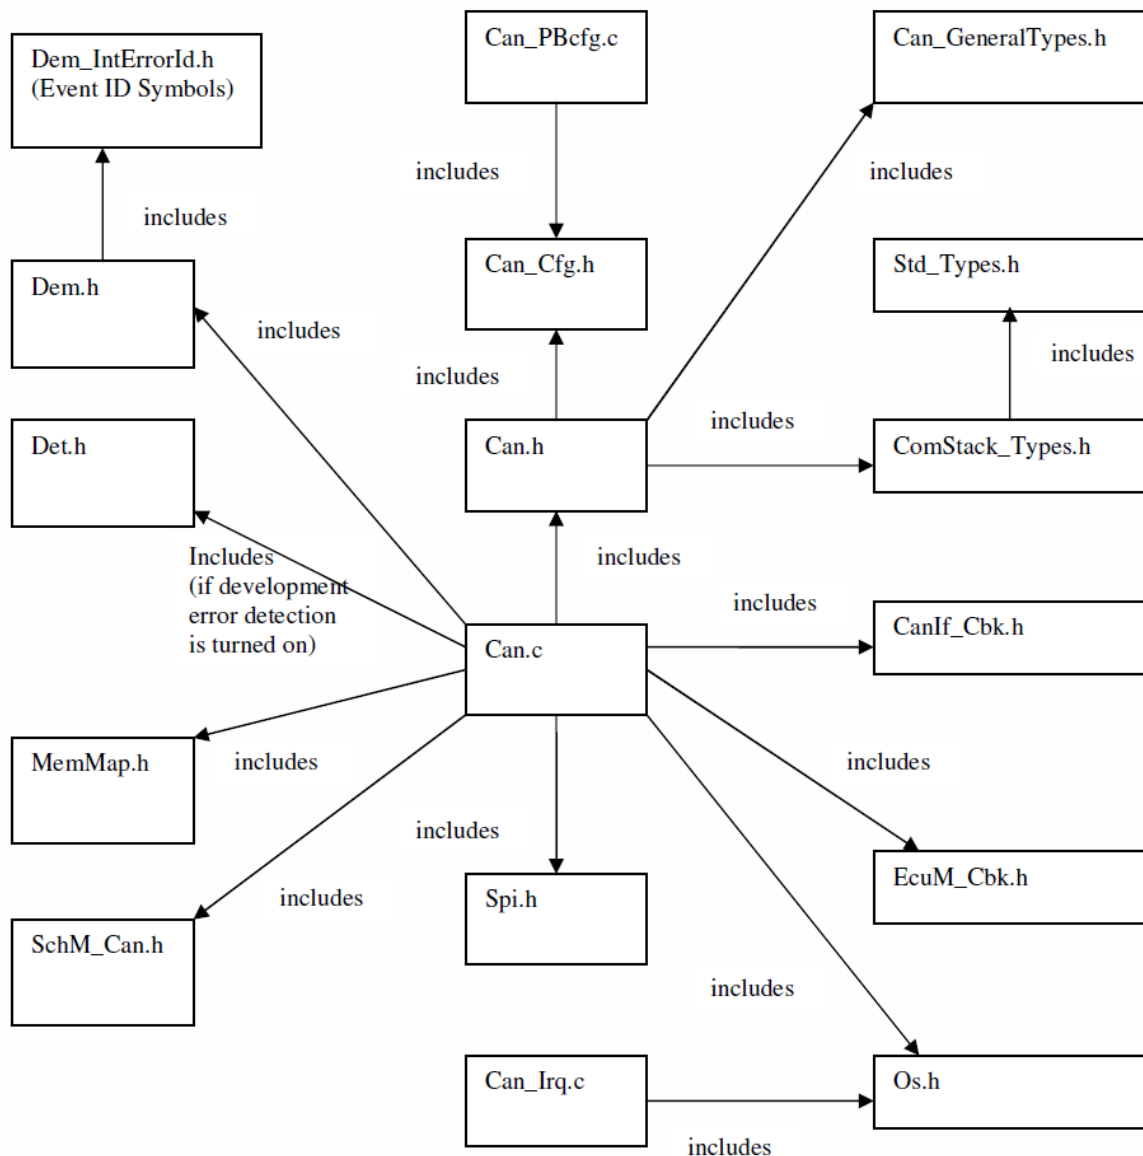 Can_PBcfg.c
Can_GeneralTypes.h
Dem_IntErrorId.h
(Event ID Symbols)
includes
includes
includes
Can_Cfg.h
Std_Types.h
Dem.h
includes
includes
includes
Det.h
Can.h
includes
ComStack_Types.h
Includes
(if development
error detection
is turned on)
includes
includes
Can.c
CanIf_Cbk.h
MemMap.h
includes
includes
includes
Spi.h
EcuM_Cbk.h
includes
SchM_Can.h
includes
Can_Irq.c
Os.h
includes